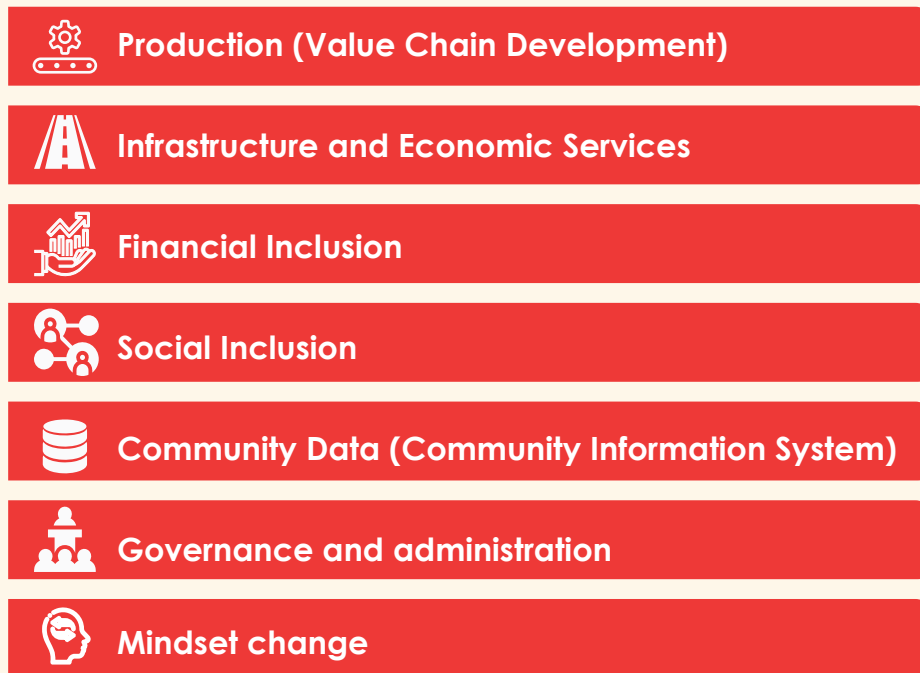 Production (Value Chain Development)
Infrastructure and Economic Services
Financial Inclusion
Social Inclusion
Community Data (Community Information System)
Governance and administration
Mindset change